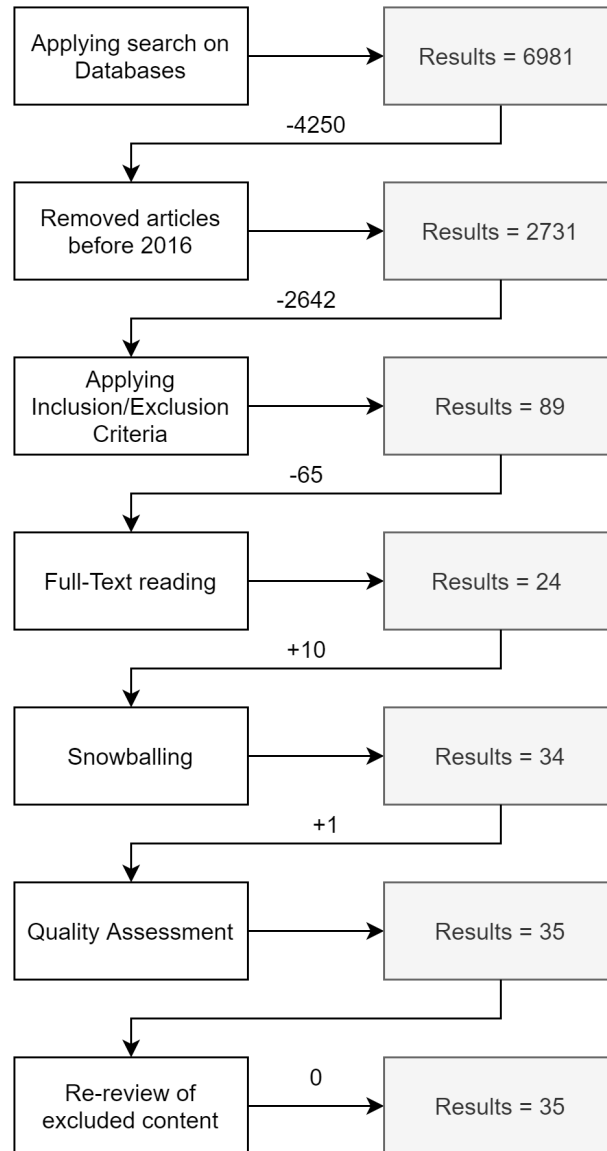 Applying search on
Databases
Results = 6981
-4250
Removed articles
before 2016
Results = 2731
-2642
Applying
Inclusion/Exclusion
Criteria
Results = 89
-65
Full-Text reading
Results = 24
+10
Snowballing
Results = 34
+1
Quality Assessment
Results = 35
Re-review of
excluded content
0
Results = 35